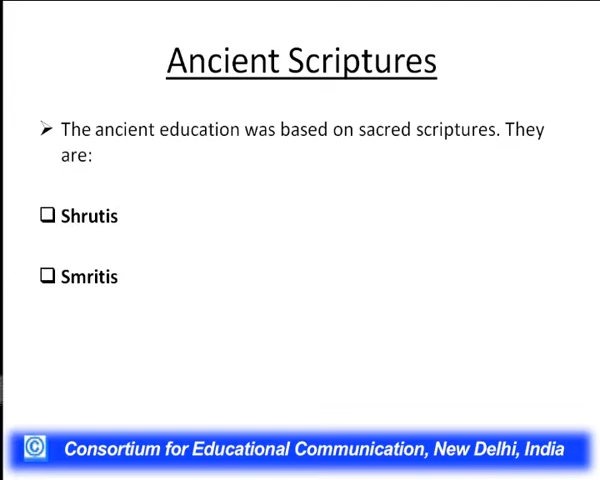 Ancient Scriptures
The ancient education was based on sacred scriptures. They
are:
Shrutis
Smritis
© Consortium for Educational Communication, New Delhi, India